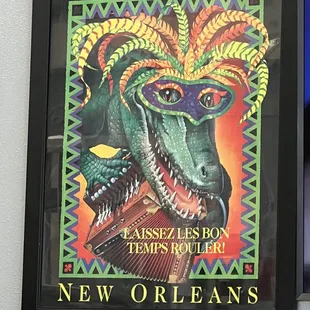 LAISSEZ LES BON
TEMPS ROULER!
NEW ORLEANS